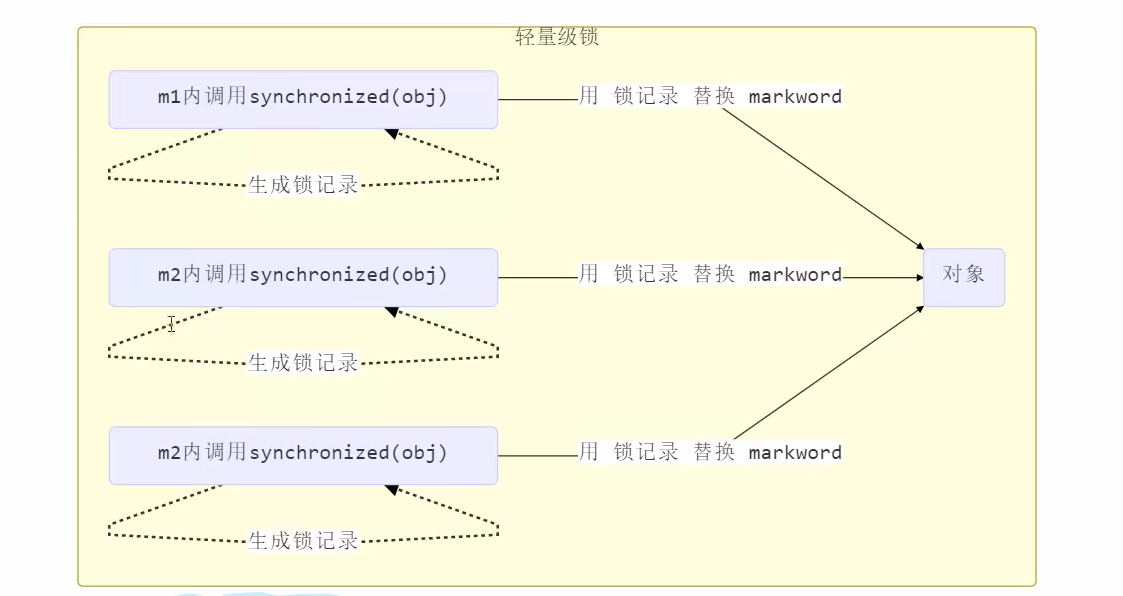 轻量级锁
m1内调用synchronized(obj)
用 锁记录 替换 markword
生成锁记录
m2内调用synchronized(obj)
用 锁记录 替换 markword
对象
生成锁记录
m2内调用synchronized(obj)
用 锁记录 替换 markword
生成锁记录